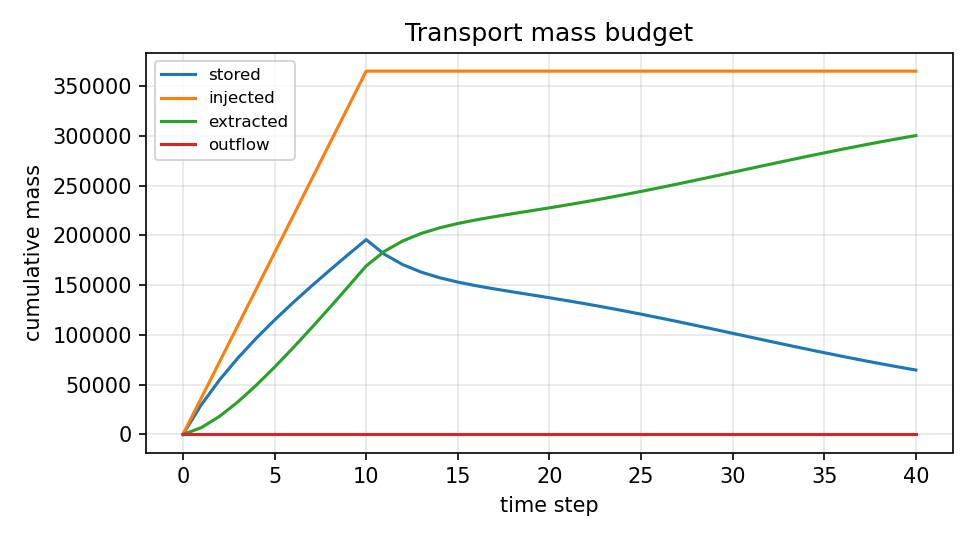 Transport mass budget
stored
injected
extracted
outflow
cumulative mass
350000
300000
250000
200000
150000
100000
50000
0
0 5 10 15 20 25 30 35 40
time step